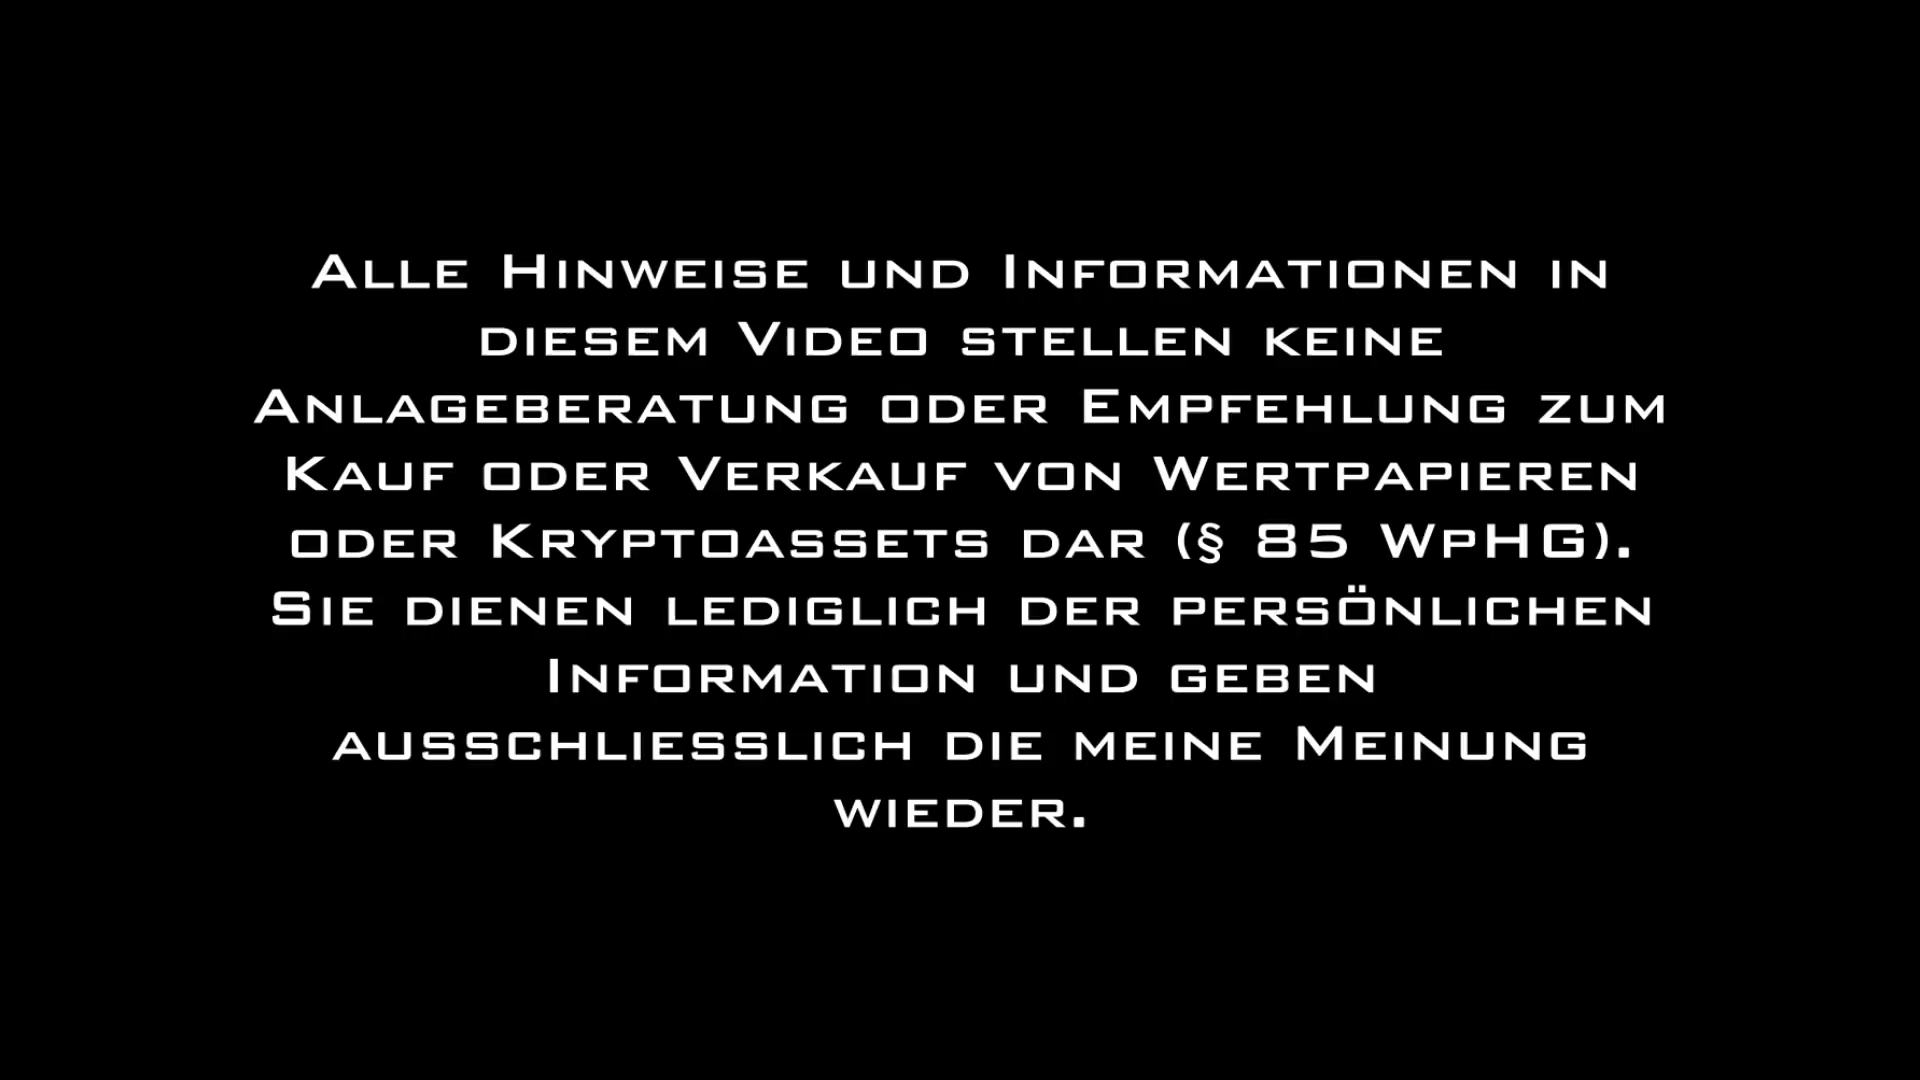 Alle Hinweise und Informationen in
diesem Video stellen keine
Anlageberatung oder Empfehlung zum
Kauf oder Verkauf von Wertpapieren
oder Kryptoassets dar (§ 85 WpHG).
Sie dienen lediglich der persönlichen
Information und geben
ausschliesslich die meine Meinung
wieder.